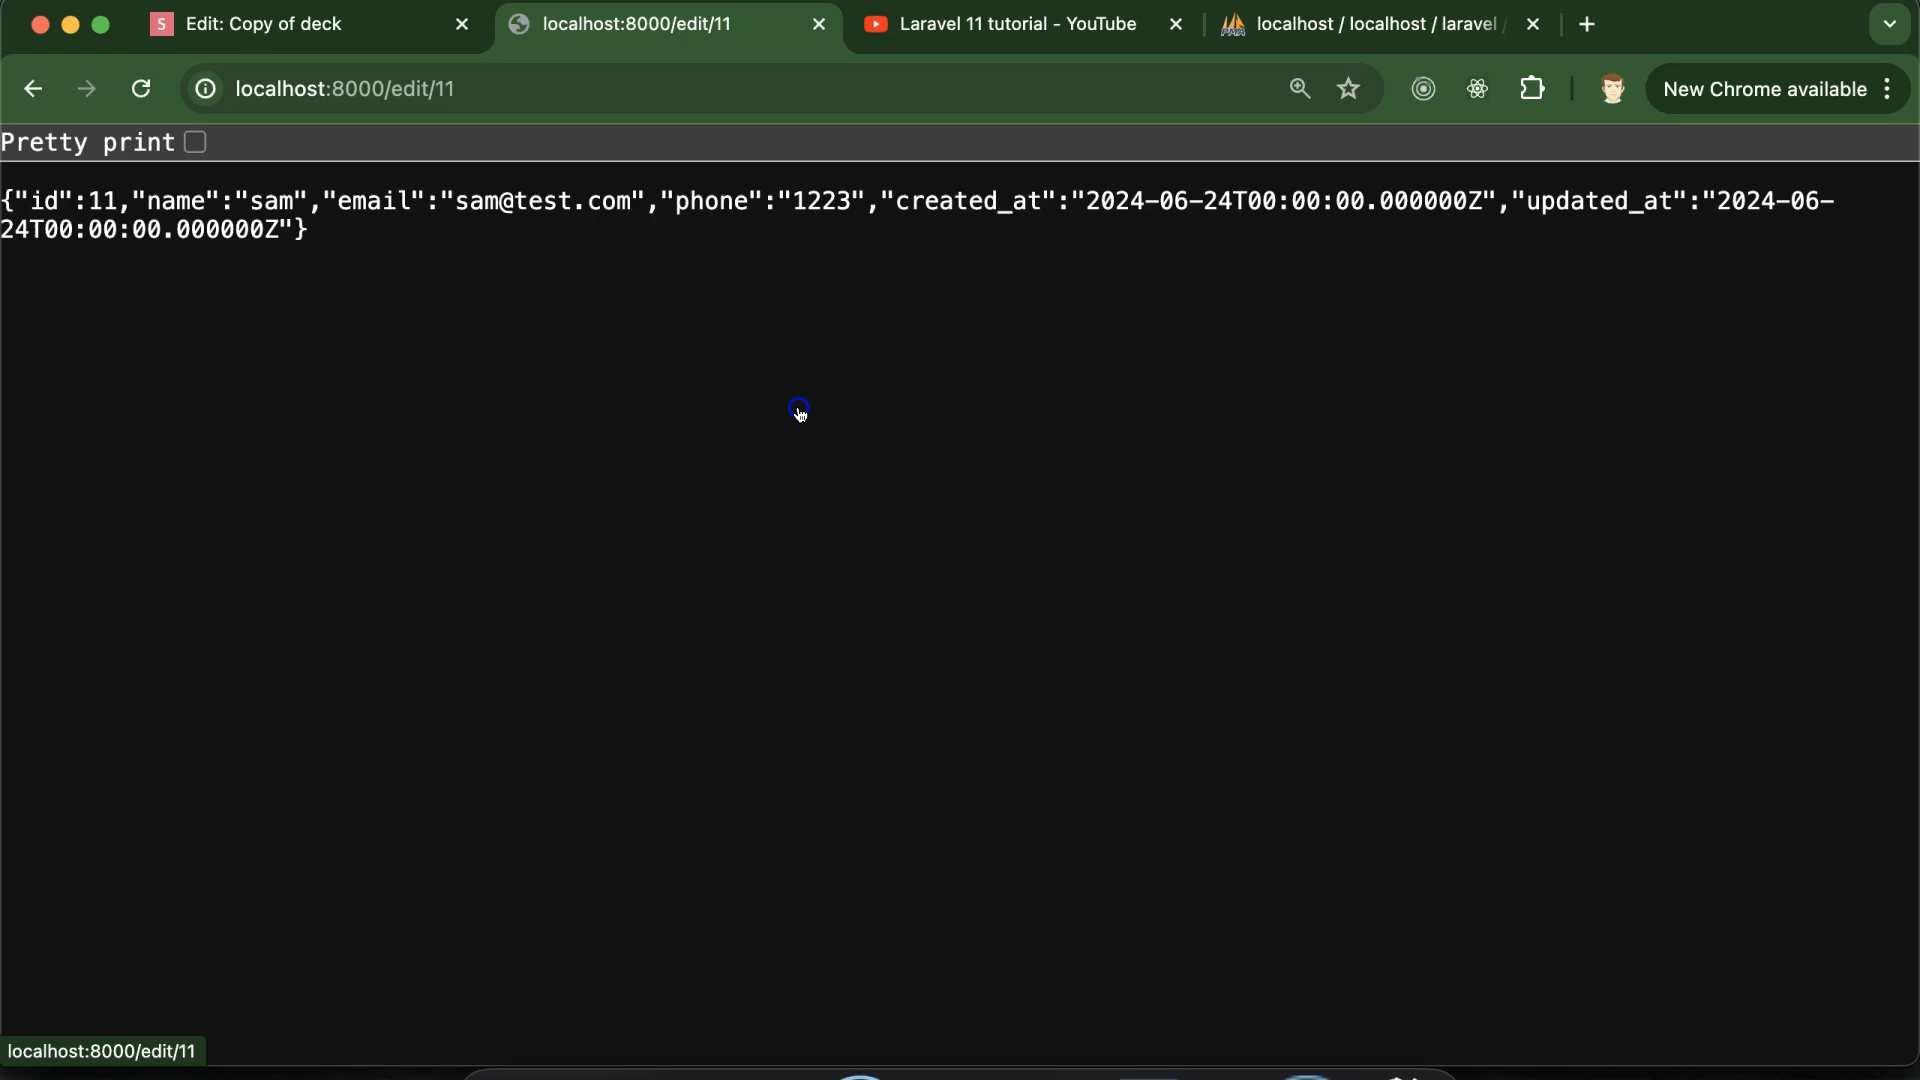 S Edit: Copy of deck
localhost:8000/edit/11
Laravel 11 tutorial - YouTube
localhost / localhost / laravel /
localhost:8000/edit/11
New Chrome available
Pretty print
{"id":11,"name":"sam","email":"sam@test.com","phone":"1223","created_at":"2024-06-24T00:00:00.000000Z","updated_at":"2024-06-
24T00:00:00.000000Z"}
localhost:8000/edit/11